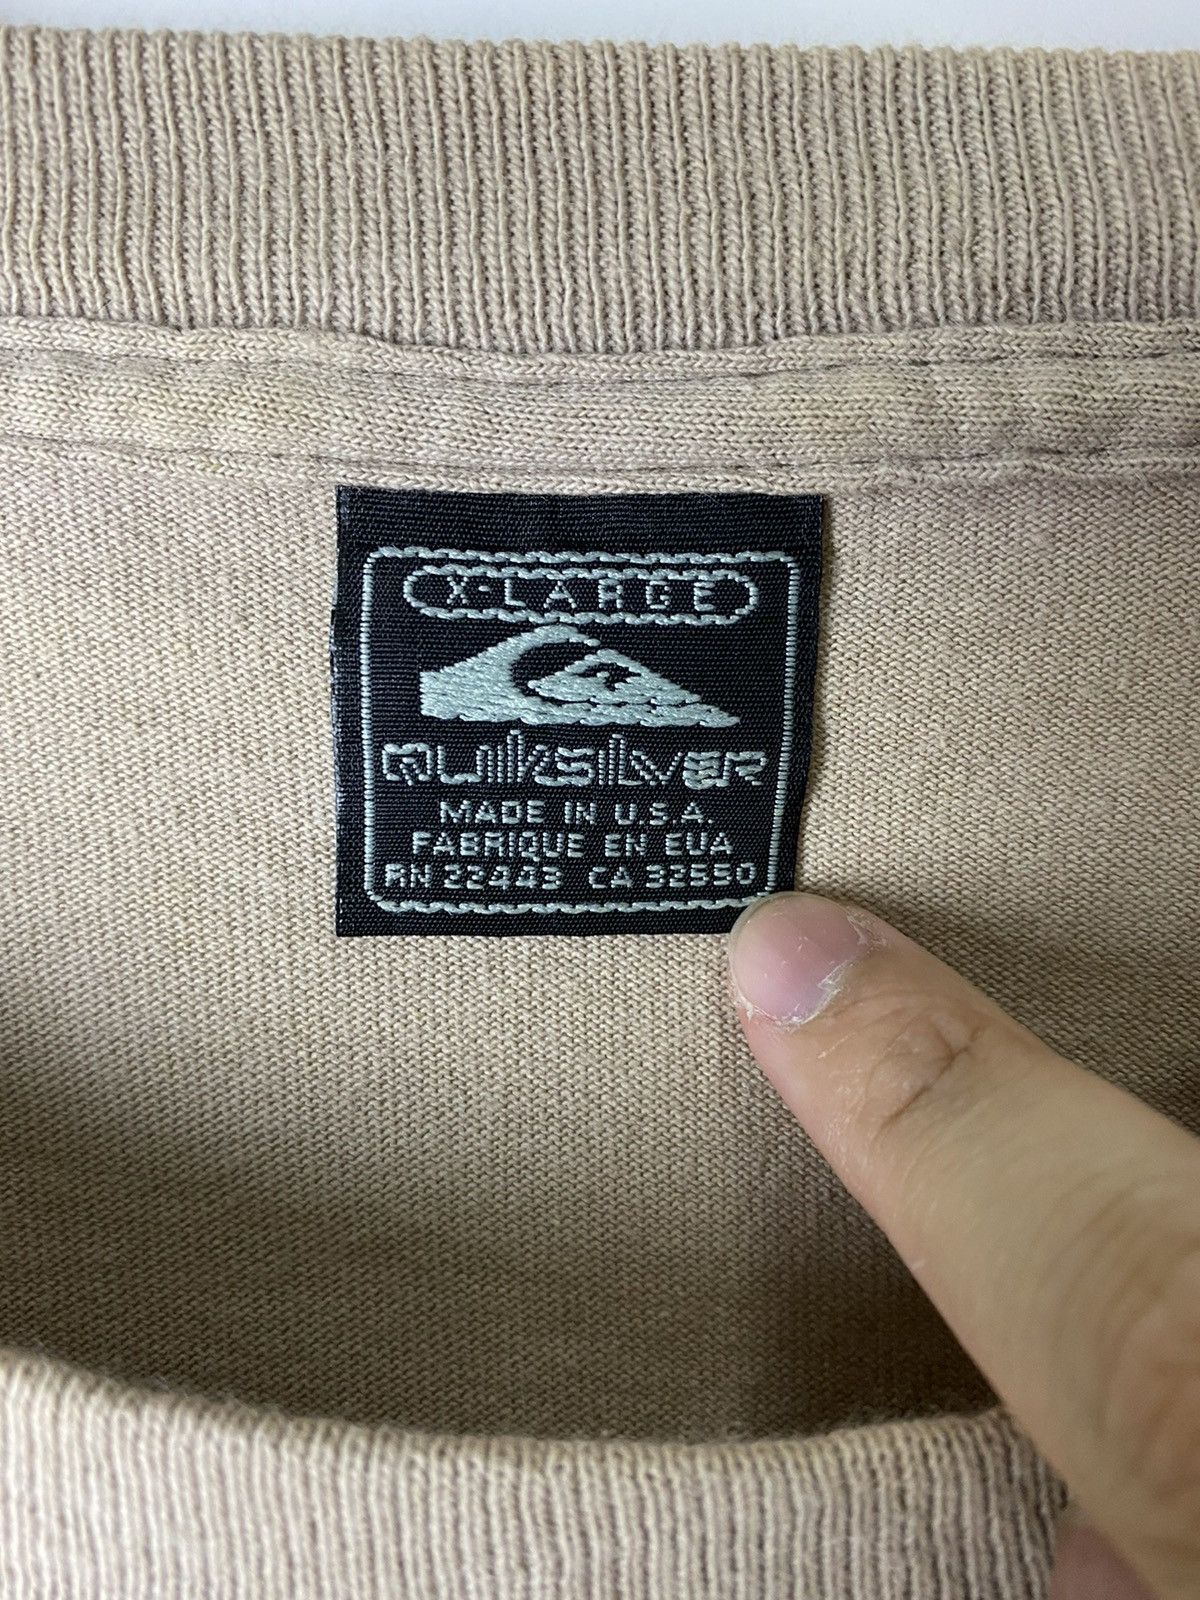 X-LARGE
QUIKSILVER
MADE IN U.S.A.
FABRIQUE EN EUA
RN 22443 CA 32550